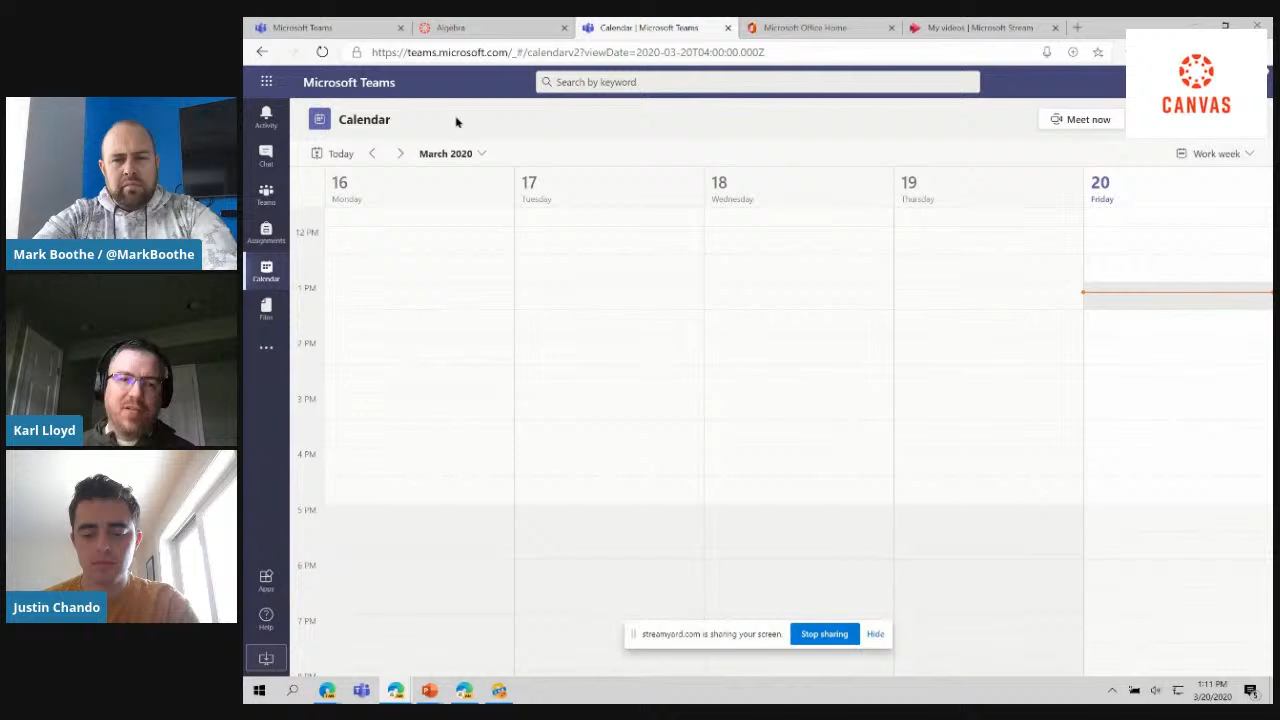 Microsoft Teams
Algebra
Calendar | Microsoft Teams
Microsoft Office Home
My videos | Microsoft Stream
https://teams.microsoft.com/_#/calendarv2?viewDate=2020-03-20T04:00:00.000Z
CANVAS
Microsoft Teams
Search by keyword
Activity
Chat
Teams
Assignments
Calendar
Files
Apps
Help
Calendar
Meet now
Today
March 2020
Work week
16
Monday
17
Tuesday
18
Wednesday
19
Thursday
20
Friday
12 PM
1 PM
2 PM
3 PM
4 PM
5 PM
6 PM
7 PM
Mark Boothe / @MarkBoothe
Karl Lloyd
Justin Chando
streamyard.com is sharing your screen.
Stop sharing
Hide
1:11 PM
3/20/2020